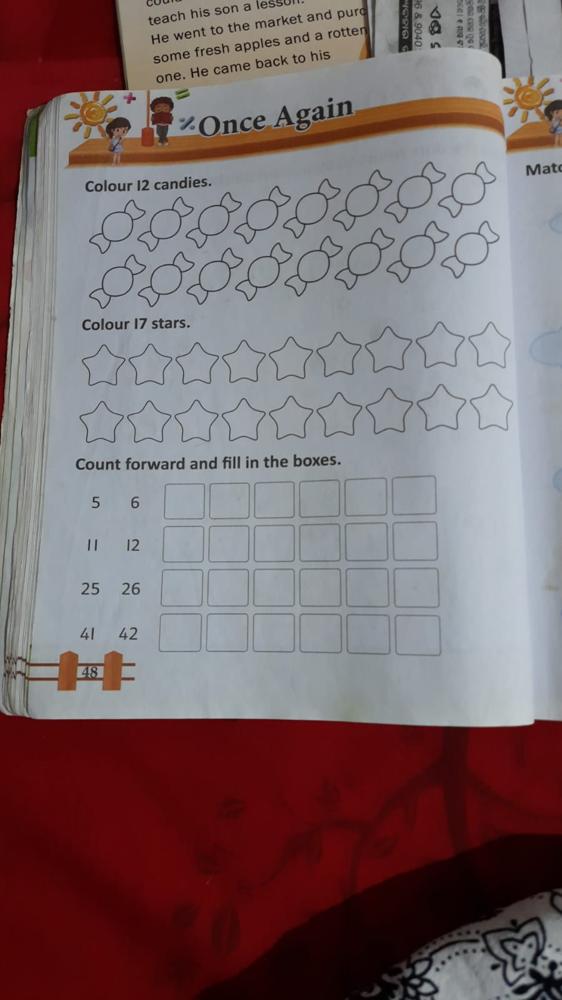 teach his son a lesson.
He went to the market and purc
some fresh apples and a rotten
one. He came back to his
96 & 9040
Once Again
Colour 12 candies.
Colour 17 stars.
Count forward and fill in the boxes.
5 6
11 12
25 26
41 42
48
Matc